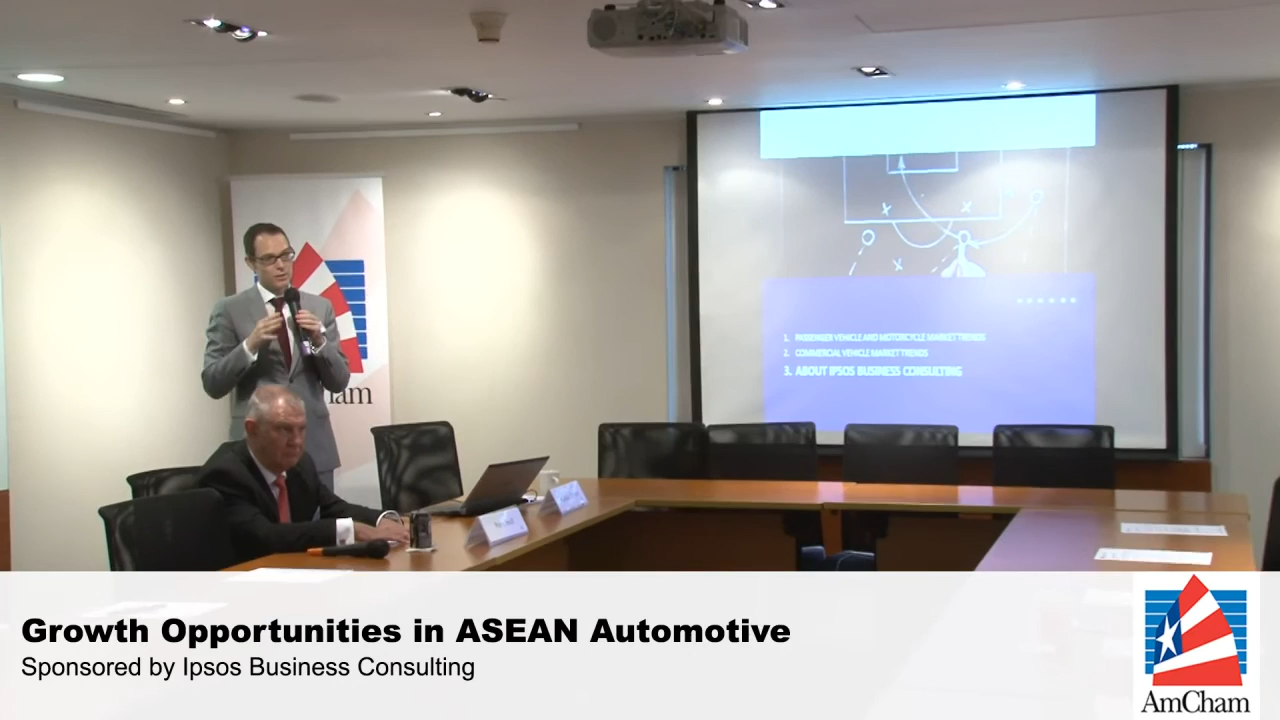 ham
1. PASSENGER VEHICLE AND MOTORCYCLE MARKET TRENDS
2. COMMERCIAL VEHICLE MARKET TRENDS
3. ABOUT IPSOS BUSINESS CONSULTING
Growth Opportunities in ASEAN Automotive
Sponsored by Ipsos Business Consulting
AmCham